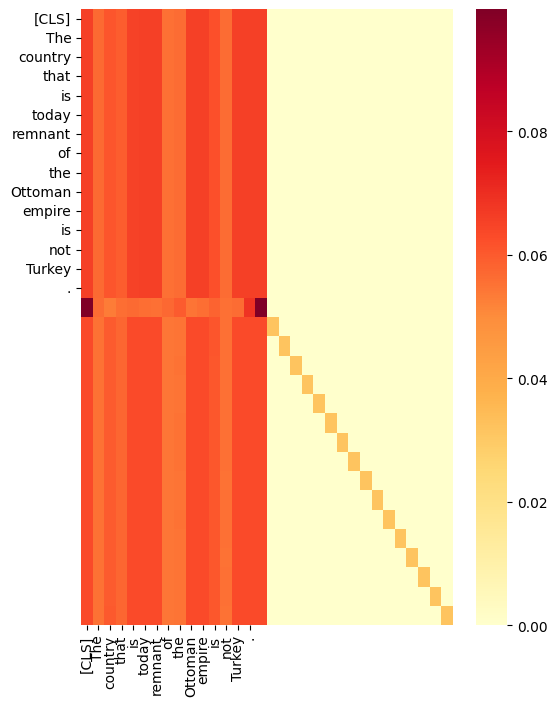 [CLS]
The
country
that
is
today
remnant
of
the
Ottoman
empire
is
not
Turkey
.
0.08
0.06
0.04
0.02
0.00
[CLS] The country that is today remnant of the Ottoman empire is not Turkey .